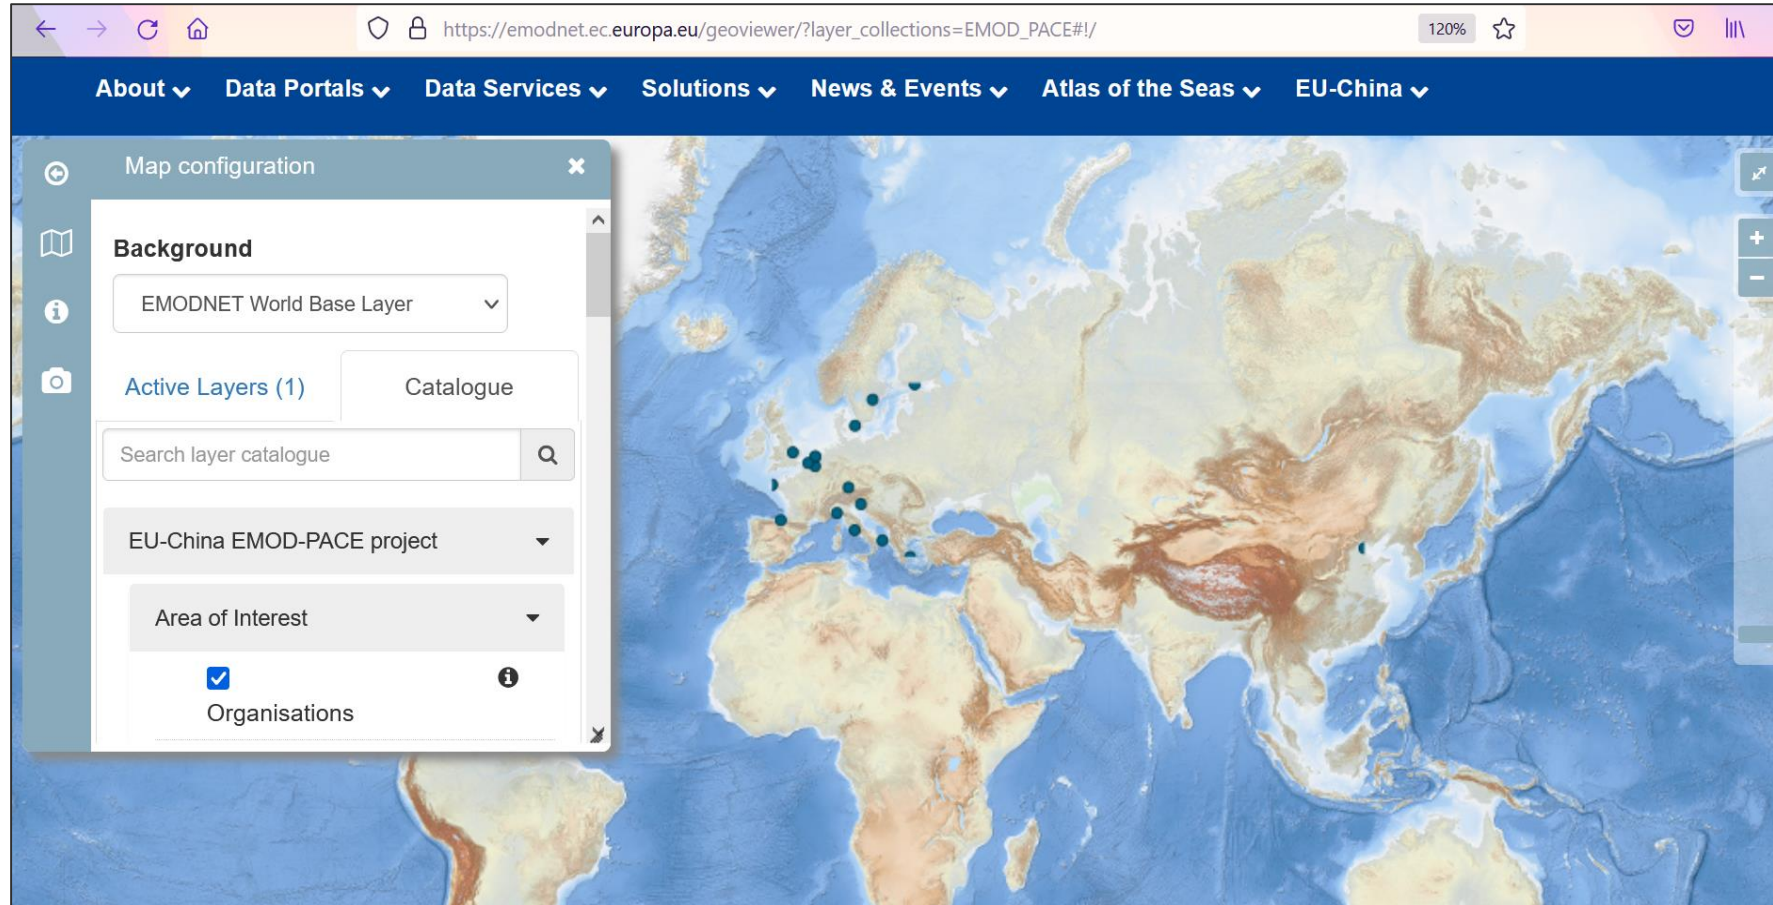 https://emodnet.ec.europa.eu/geoviewer/?layer_collections=EMOD_PACE#!/ 120%
About Data Portals Data Services Solutions News & Events Atlas of the Seas EU-China
Map configuration
Background
EMODNET World Base Layer
Active Layers (1) Catalogue
Search layer catalogue
EU-China EMOD-PACE project
Area of Interest
Organisations